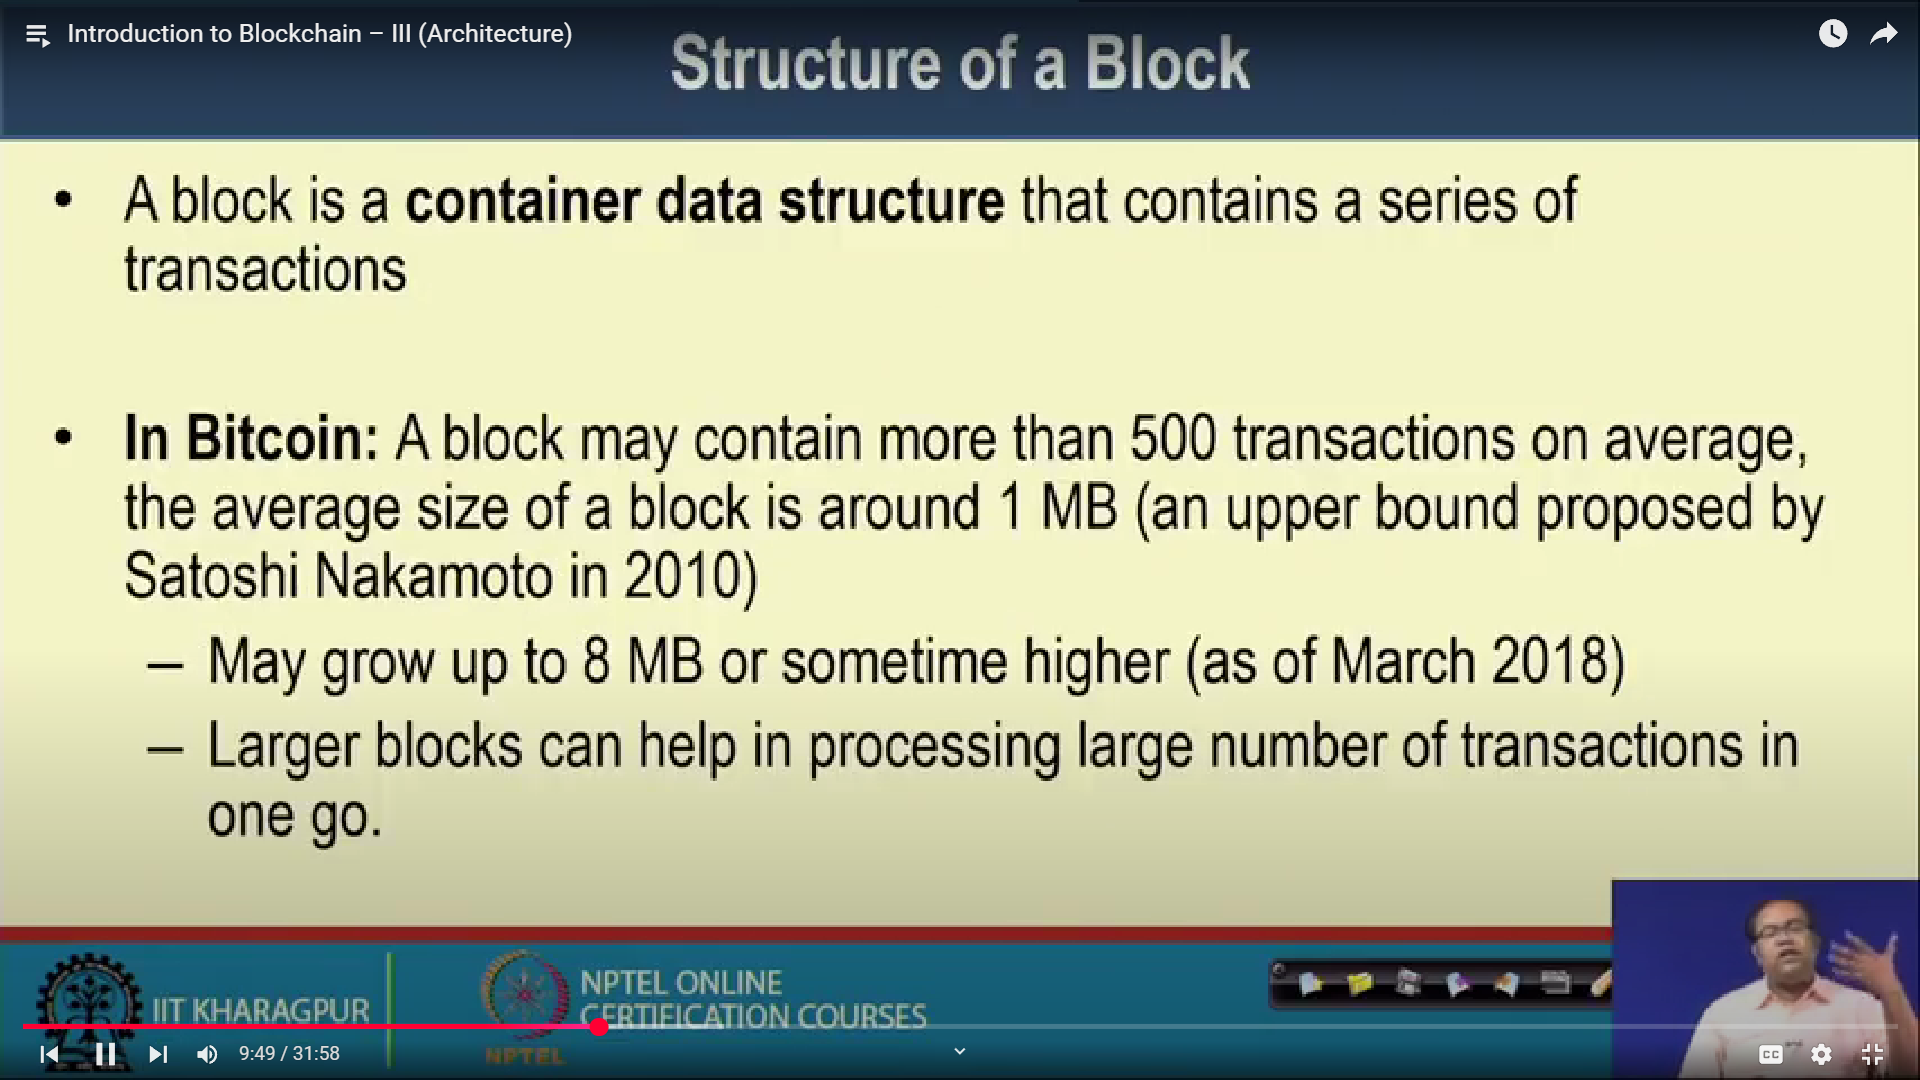 Introduction to Blockchain – III (Architecture)
Structure of a Block
• A block is a container data structure that contains a series of
transactions
• In Bitcoin: A block may contain more than 500 transactions on average,
the average size of a block is around 1 MB (an upper bound proposed by
Satoshi Nakamoto in 2010)
– May grow up to 8 MB or sometime higher (as of March 2018)
– Larger blocks can help in processing large number of transactions in
one go.
IIT KHARAGPUR
NPTEL ONLINE
CERTIFICATION COURSES
NPTEL
9:49 / 31:58
CC